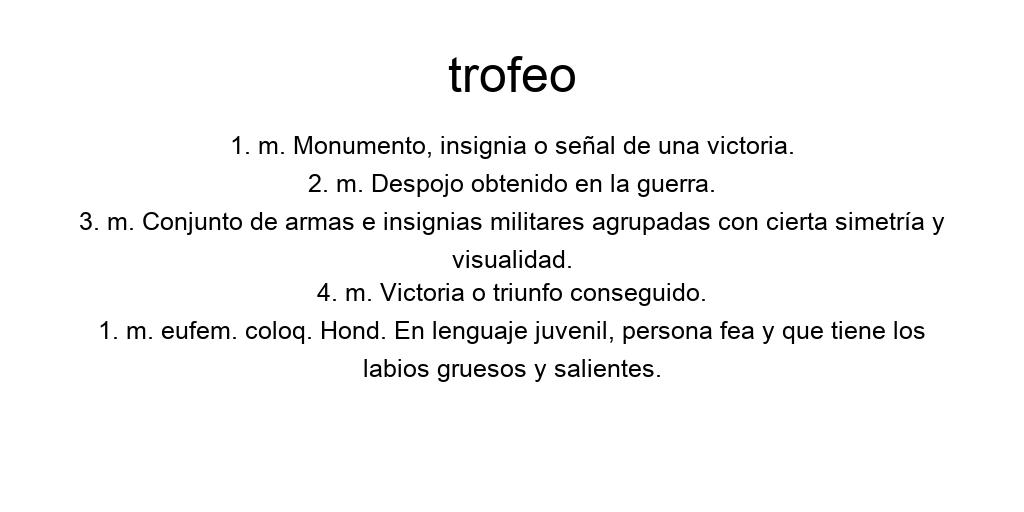 trofeo
1. m. Monumento, insignia o señal de una victoria.
2. m. Despojo obtenido en la guerra.
3. m. Conjunto de armas e insignias militares agrupadas con cierta simetría y
visualidad.
4. m. Victoria o triunfo conseguido.
1. m. eufem. coloq. Hond. En lenguaje juvenil, persona fea y que tiene los
labios gruesos y salientes.